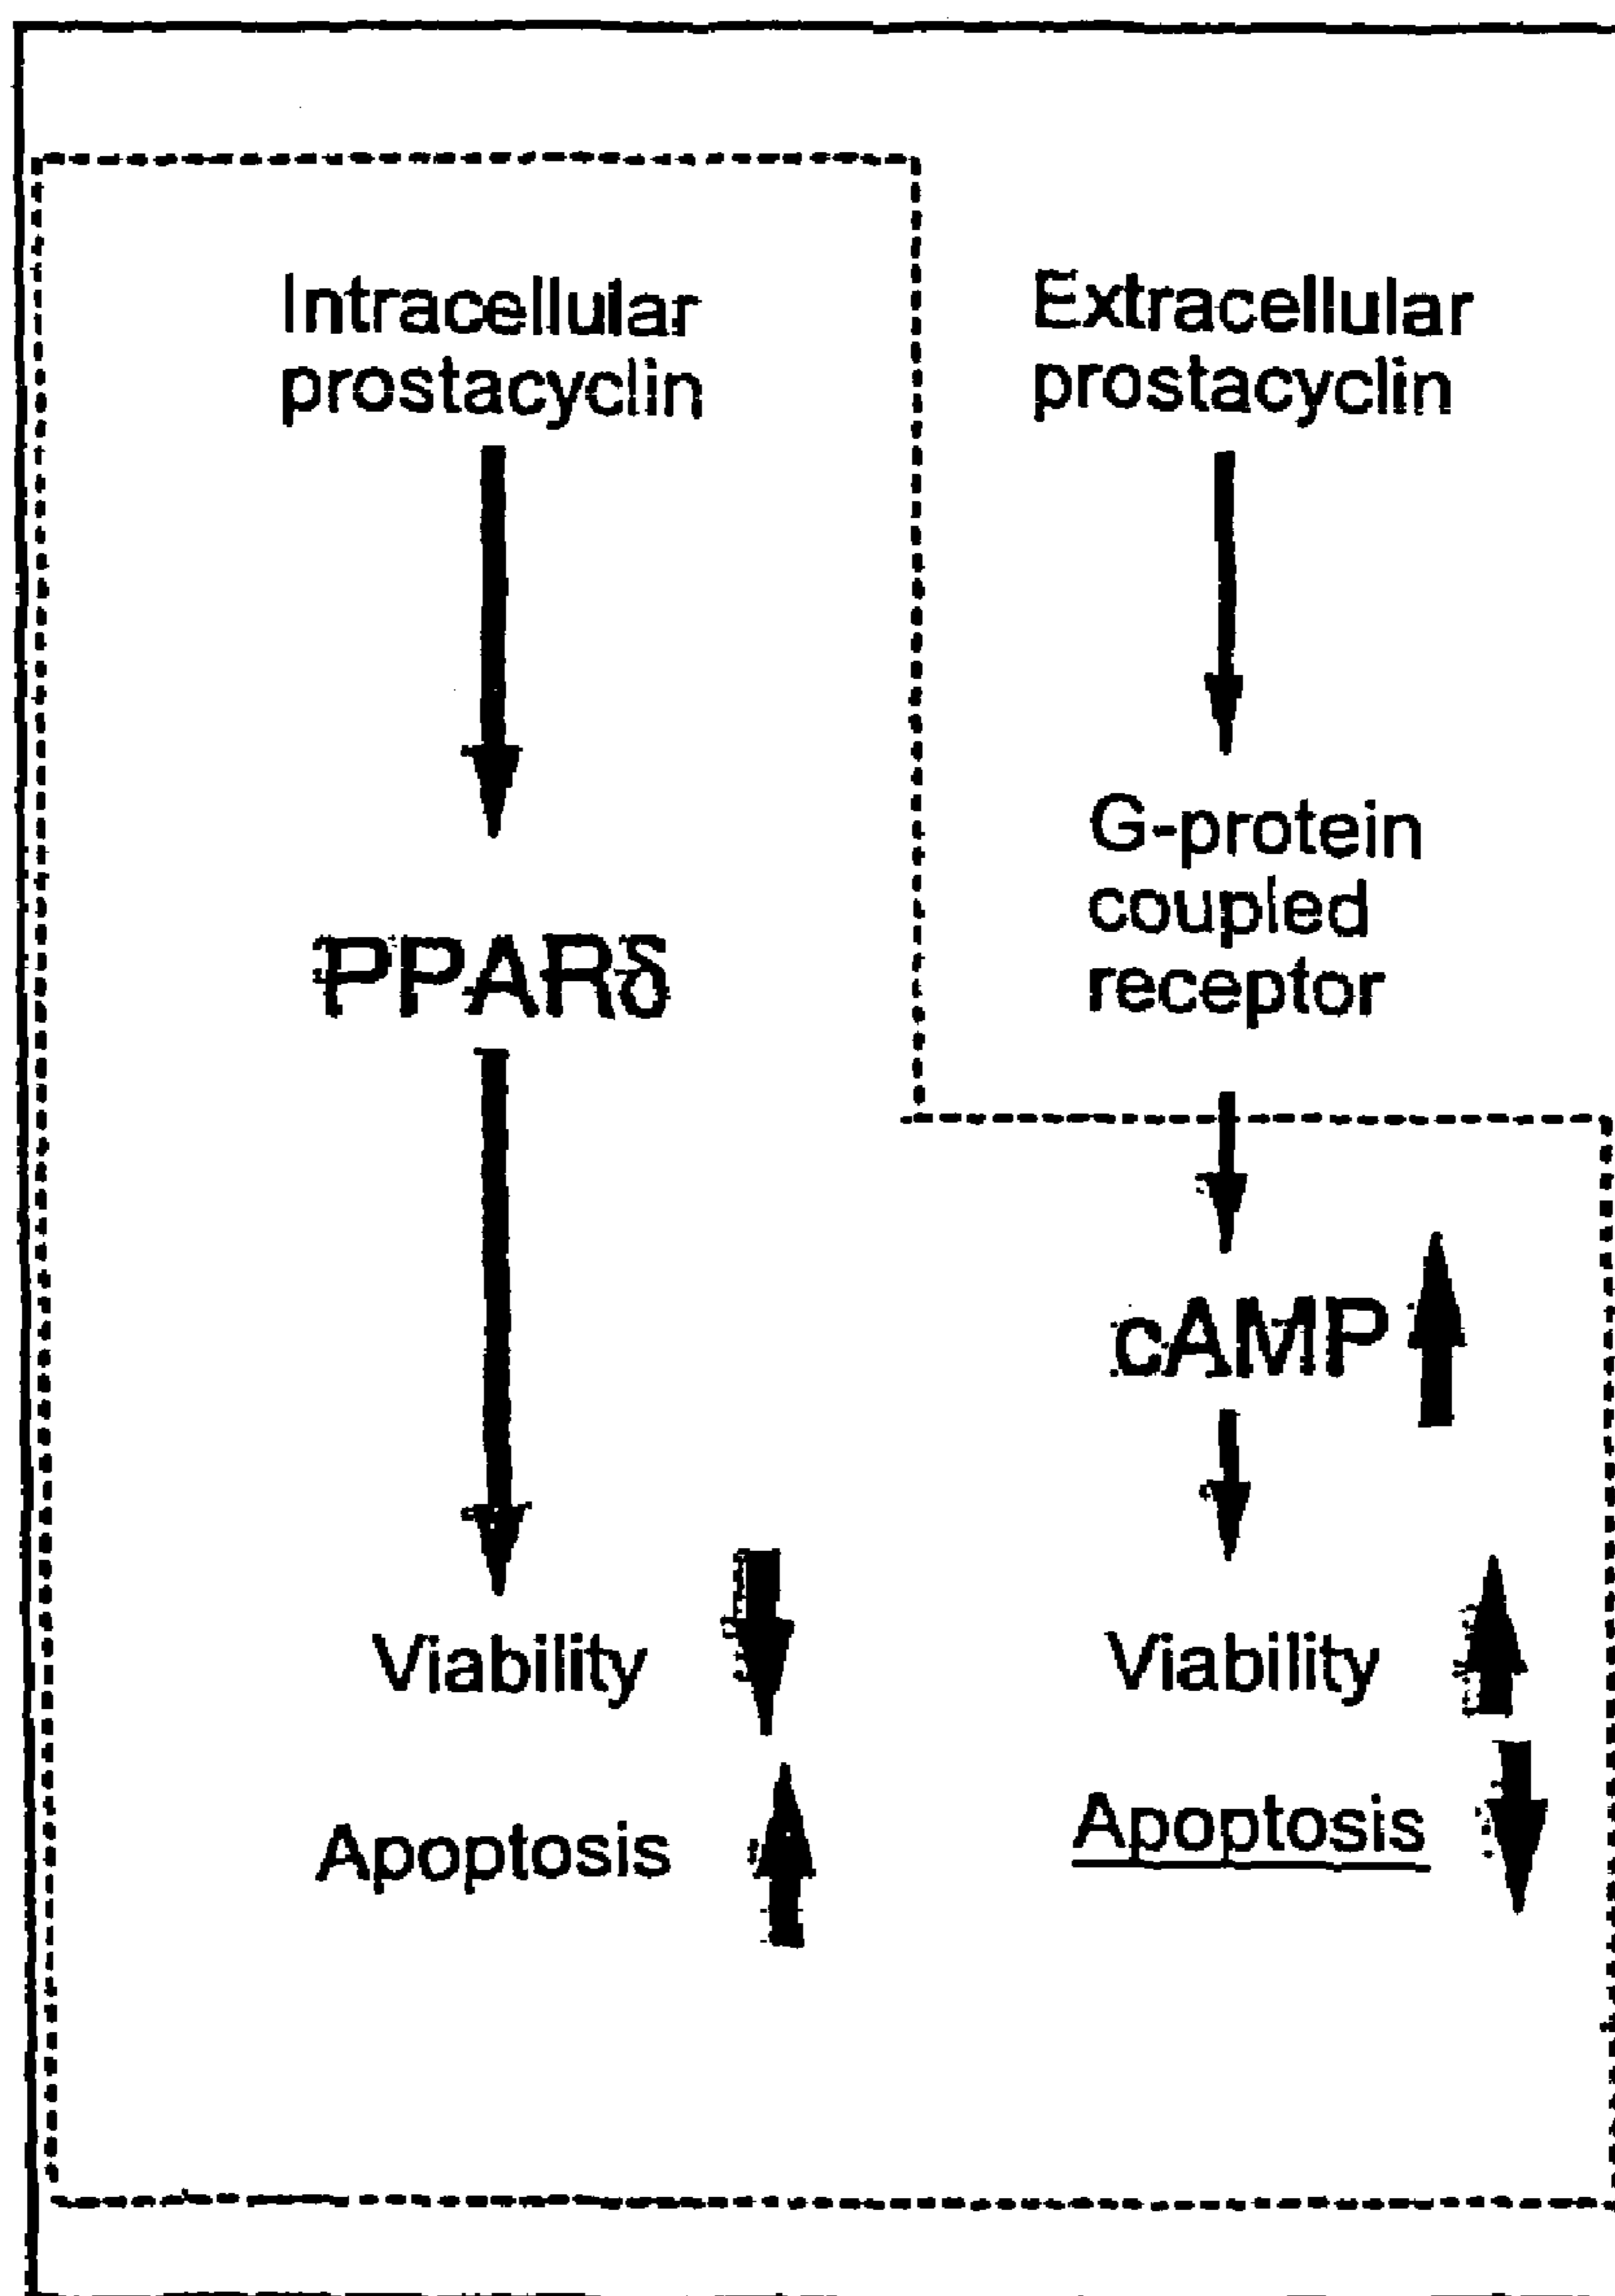 Intracellular
prostacyclin
PPARδ
Viability
Apoptosis
Extracellular
prostacyclin
G-protein
coupled
receptor
cAMP
Viability
Apoptosis